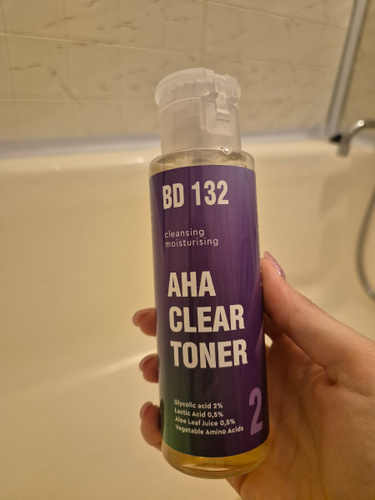 BD 132
cleansing
moisturising
AHA
CLEAR
TONER
Glycolic acid 2%
Lactic Acid 0,5%
Aloe Leaf Juice 0,5%
Vegetable Amino Acids
2